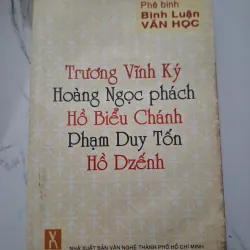 Phê bình
Bình Luận
VĂN HỌC
Trương Vĩnh Ký
Hoàng Ngọc phách
Hồ Biểu Chánh
Phạm Duy Tốn
Hồ Dzếnh
NHÀ XUẤT BẢN VĂN NGHỆ THÀNH PHỐ HỒ CHÍ MINH